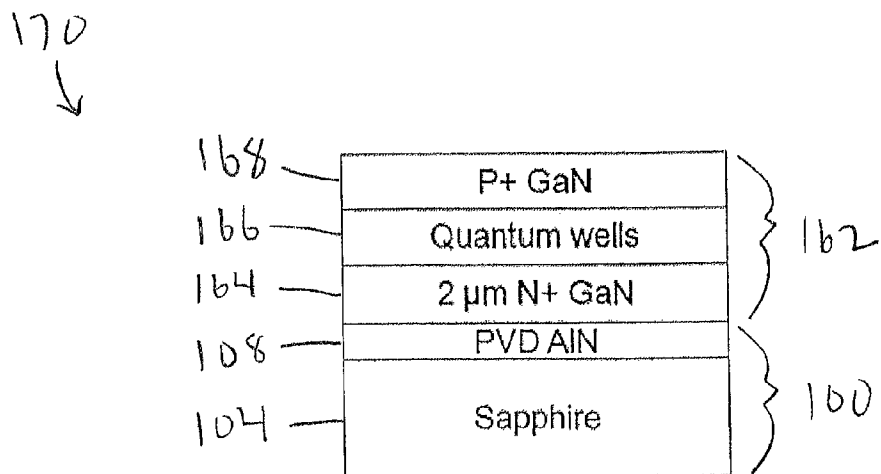 170
168
P+ GaN
166
Quantum wells
162
164
2 µm N+ GaN
108
PVD AlN
100
104
Sapphire